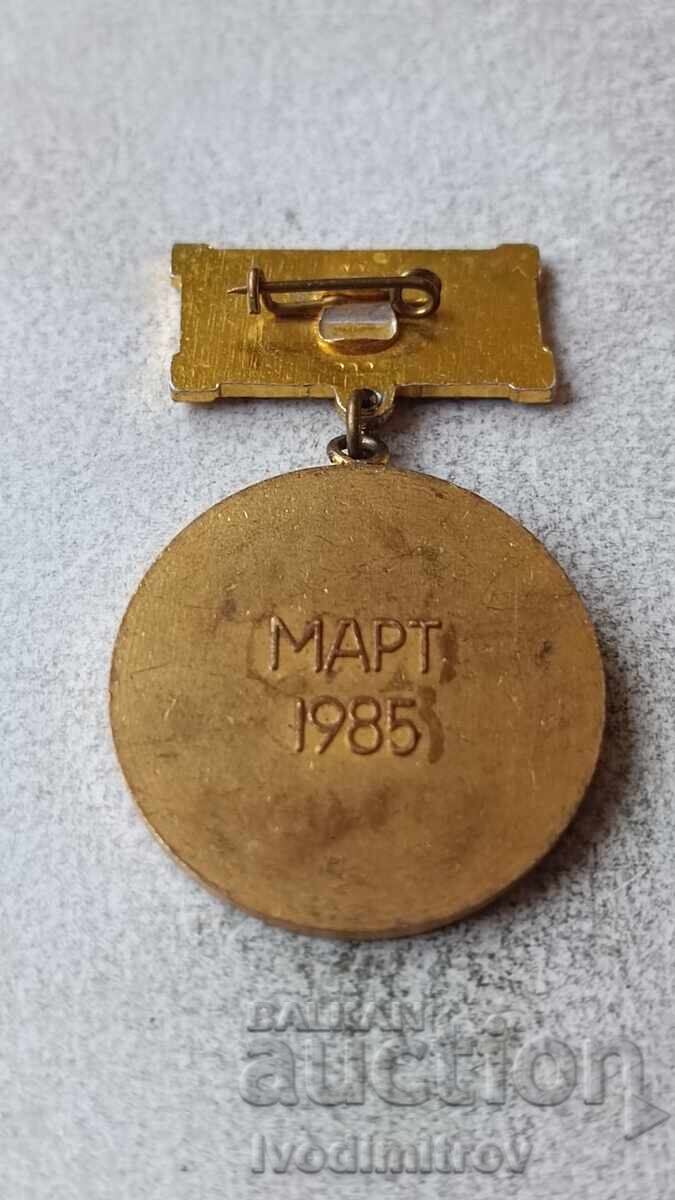 МАРТ
1985
BALKAN
auction
Ivodimitrov